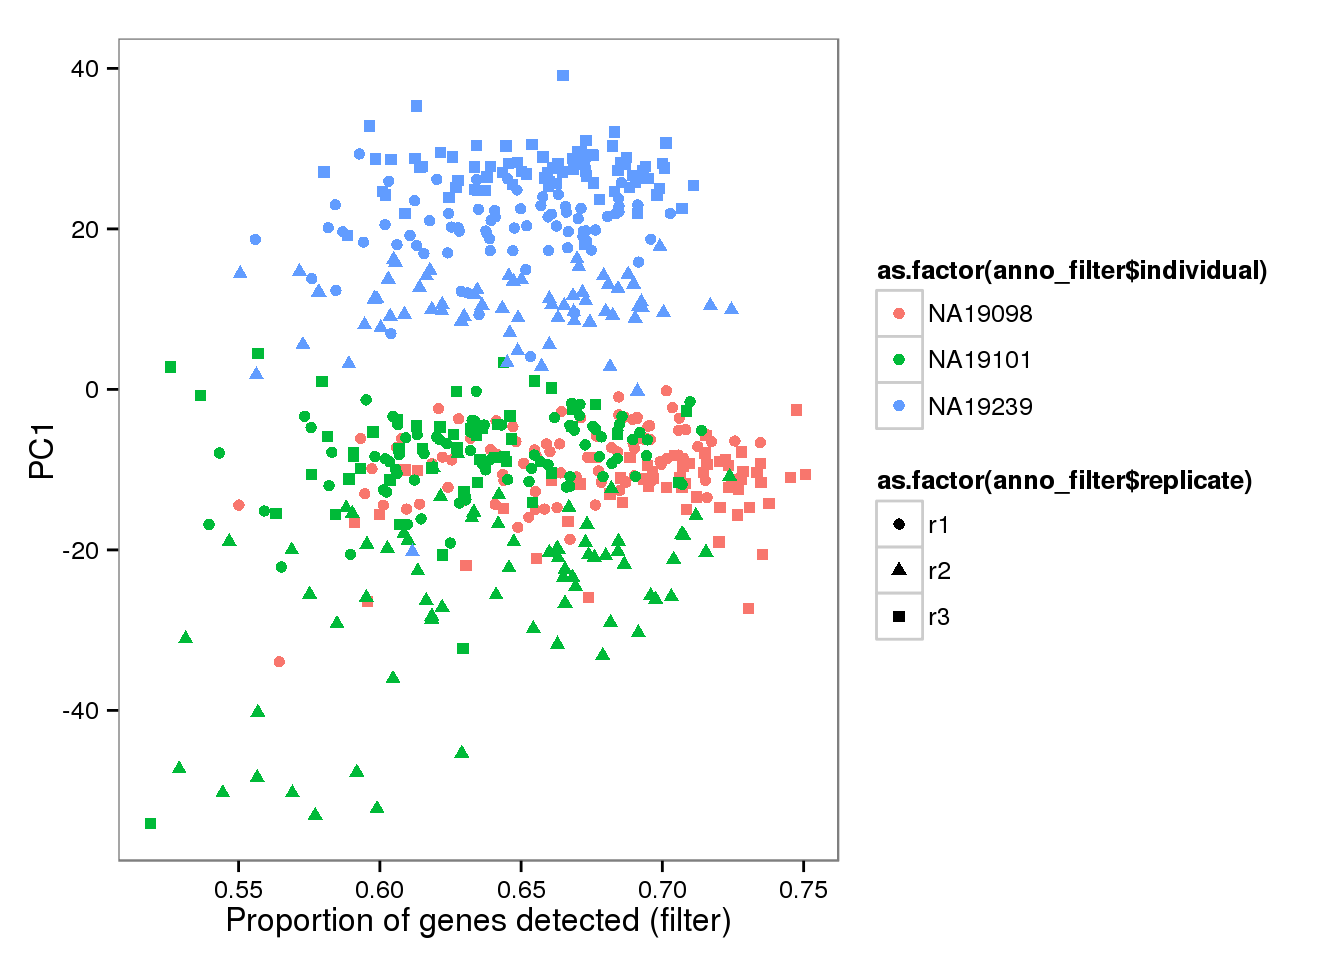 40
20
0
-20
-40
PC1
0.55 0.60 0.65 0.70 0.75
Proportion of genes detected (filter)
as.factor(anno_filter$individual)
NA19098
NA19101
NA19239
as.factor(anno_filter$replicate)
r1
r2
r3